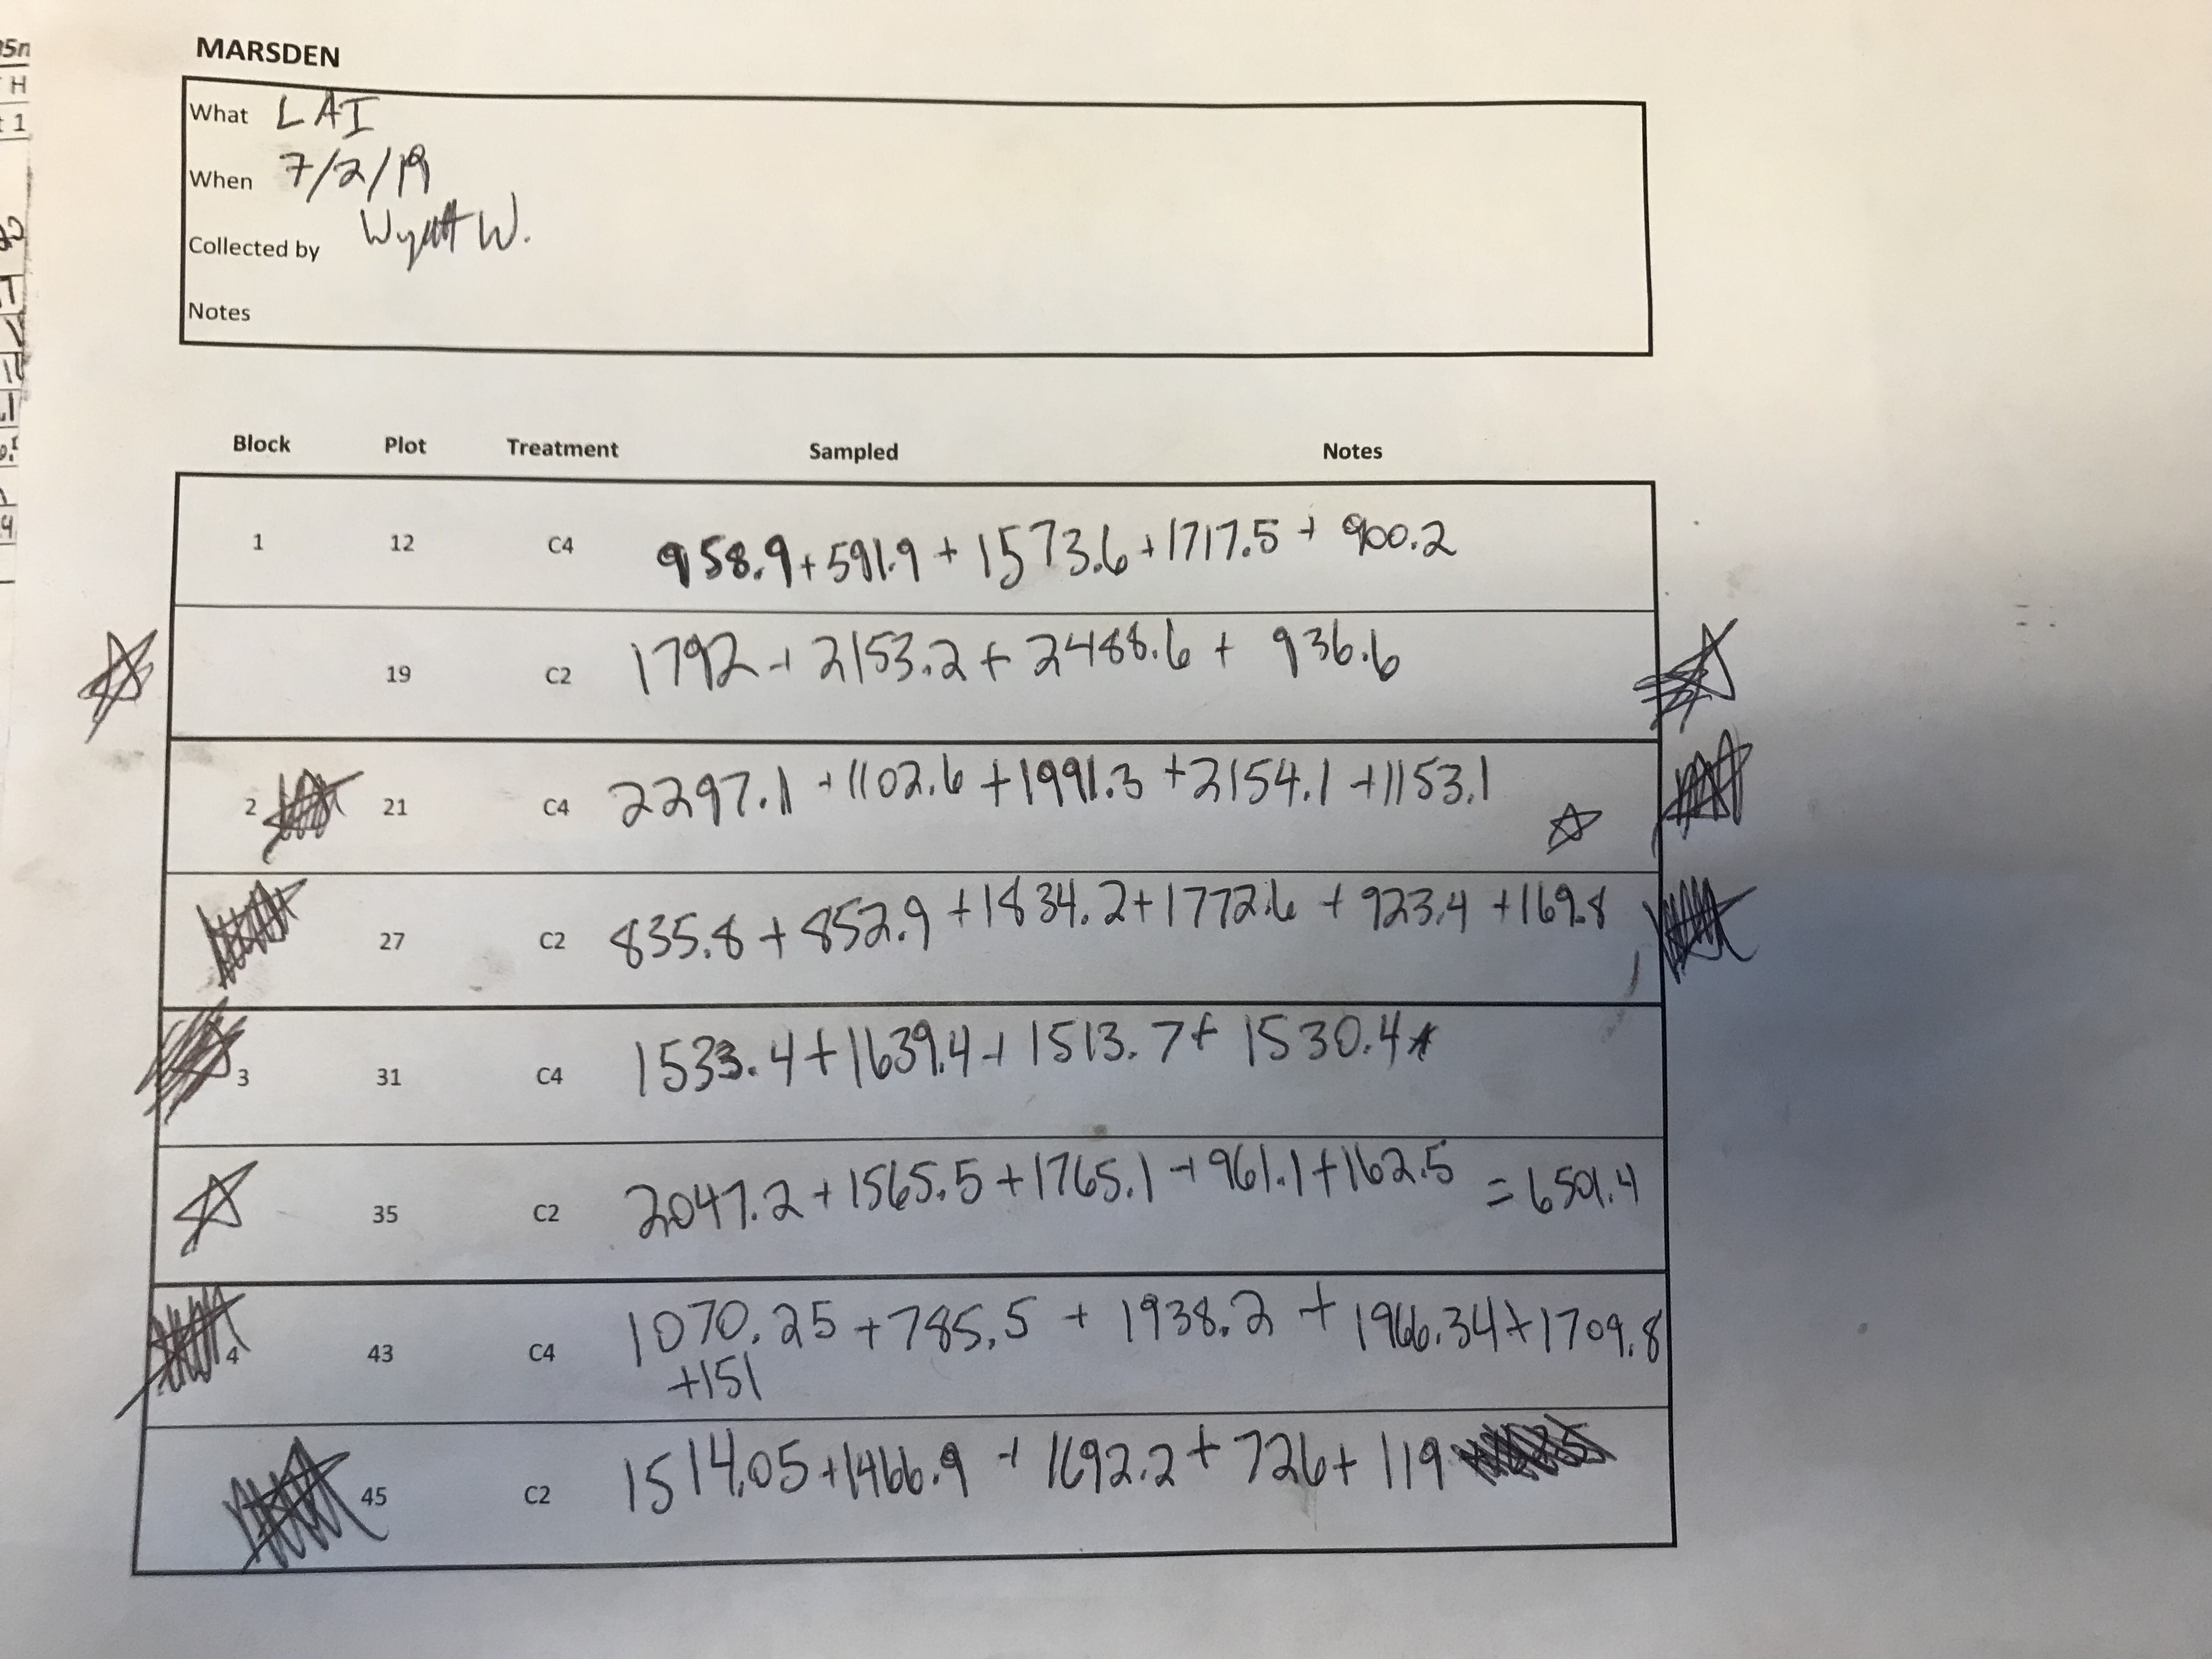 MARSDEN
What LAI
When 7/2/19
Collected by Wyatt W.
Notes
Block Plot Treatment Sampled Notes
1 12 C4 958.9+591.9 + 1573.6 +1717.5 + 900.2
19 C2 1792 + 2153.2 + 2488.6 + 936.6
2 21 C4 2297.1 +1102.6 +1991.3 +2154.1 +1153.1
27 C2 835.8 + 852.9 +1834.2+1772.6 + 923.4 +169.8
3 31 C4 1533.4+1639.4+1513.7+ 1530.4
35 C2 2047.2 +1565.5 +1765.1 +961.1+162.5 = 6501.4
4 43 C4 1070.25 +785.5 + 1938.2 + 1966.34+1709.8
+151
45 C2 1514.05+1466.9 + 1692.2 + 726+ 119